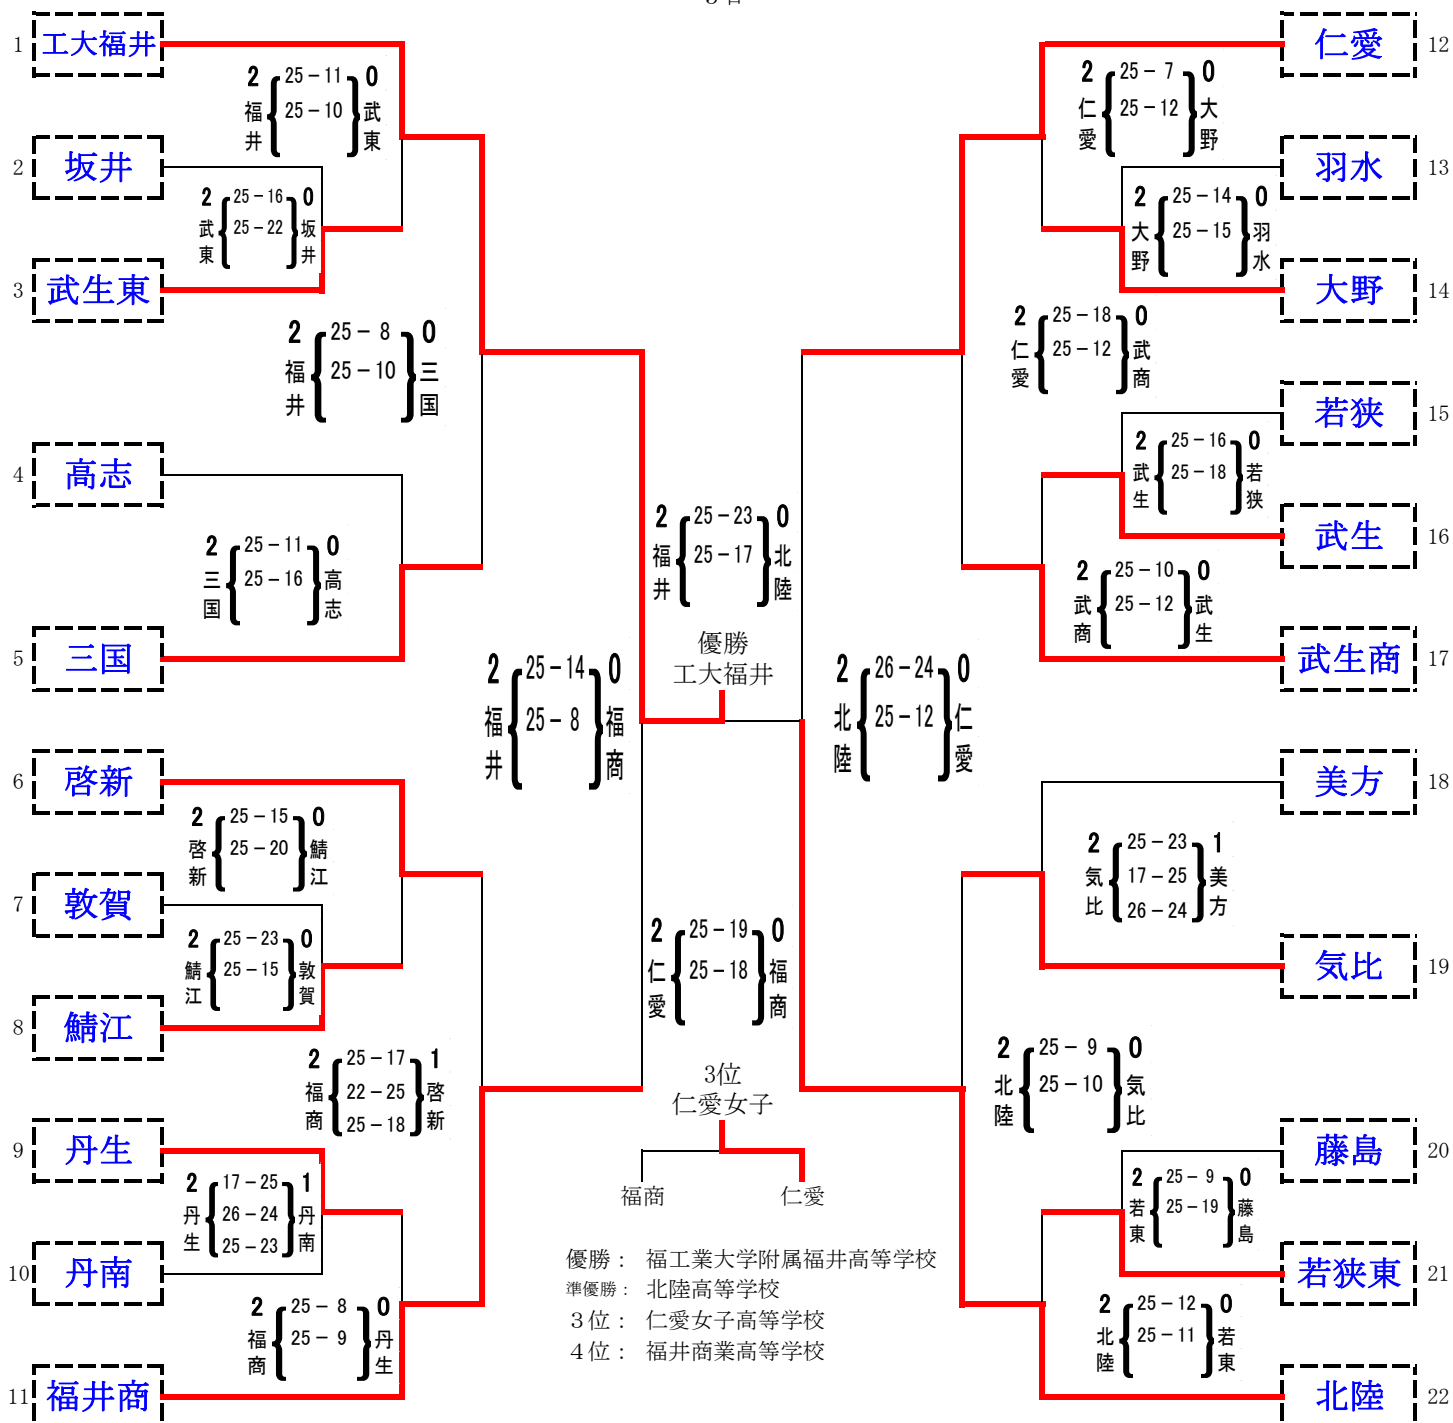 1 工大福井
2 坂井
3 武生東
4 高志
5 三国
6 啓新
7 敦賀
8 鯖江
9 丹生
10 丹南
11 福井商
仁愛 12
羽水 13
大野 14
若狭 15
武生 16
武生商 17
美方 18
気比 19
藤島 20
若狭東 21
北陸 22
2 福井 25-11 25-10 0 武東
2 武東 25-16 25-22 0 坂井
2 福井 25-8 25-10 0 三国
2 三国 25-11 25-16 0 高志
2 福井 25-14 25-8 0 福商
2 啓新 25-15 25-20 0 鯖江
2 鯖江 25-23 25-15 0 敦賀
2 福商 25-17 22-25 25-18 1 啓新
2 丹生 17-25 26-24 25-23 1 丹南
2 福商 25-8 25-9 0 丹生
2 福井 25-23 25-17 0 北陸
優勝
工大福井
2 仁愛 25-19 25-18 0 福商
3位
仁愛女子
福商 仁愛
2 仁愛 25-7 25-12 0 大野
2 大野 25-14 25-15 0 羽水
2 仁愛 25-18 25-12 0 武商
2 武生 25-16 25-18 0 若狭
2 武商 25-10 25-12 0 武生
2 北陸 26-24 25-12 0 仁愛
2 気比 25-23 17-25 26-24 1 美方
2 北陸 25-9 25-10 0 気比
2 若東 25-9 25-19 0 藤島
2 北陸 25-12 25-11 0 若東
優勝： 福工業大学附属福井高等学校
準優勝： 北陸高等学校
３位： 仁愛女子高等学校
４位： 福井商業高等学校